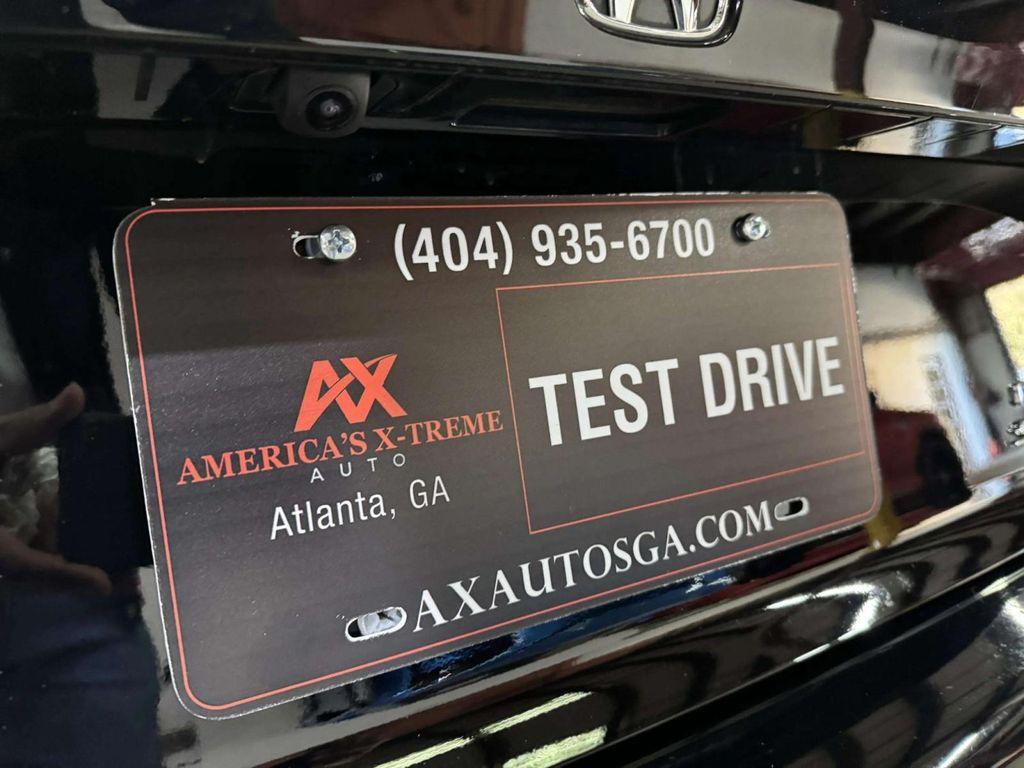 (404) 935-6700
AX
AMERICA'S X-TREME
AUTO
Atlanta, GA
TEST DRIVE
AXAUTOSGA.COM